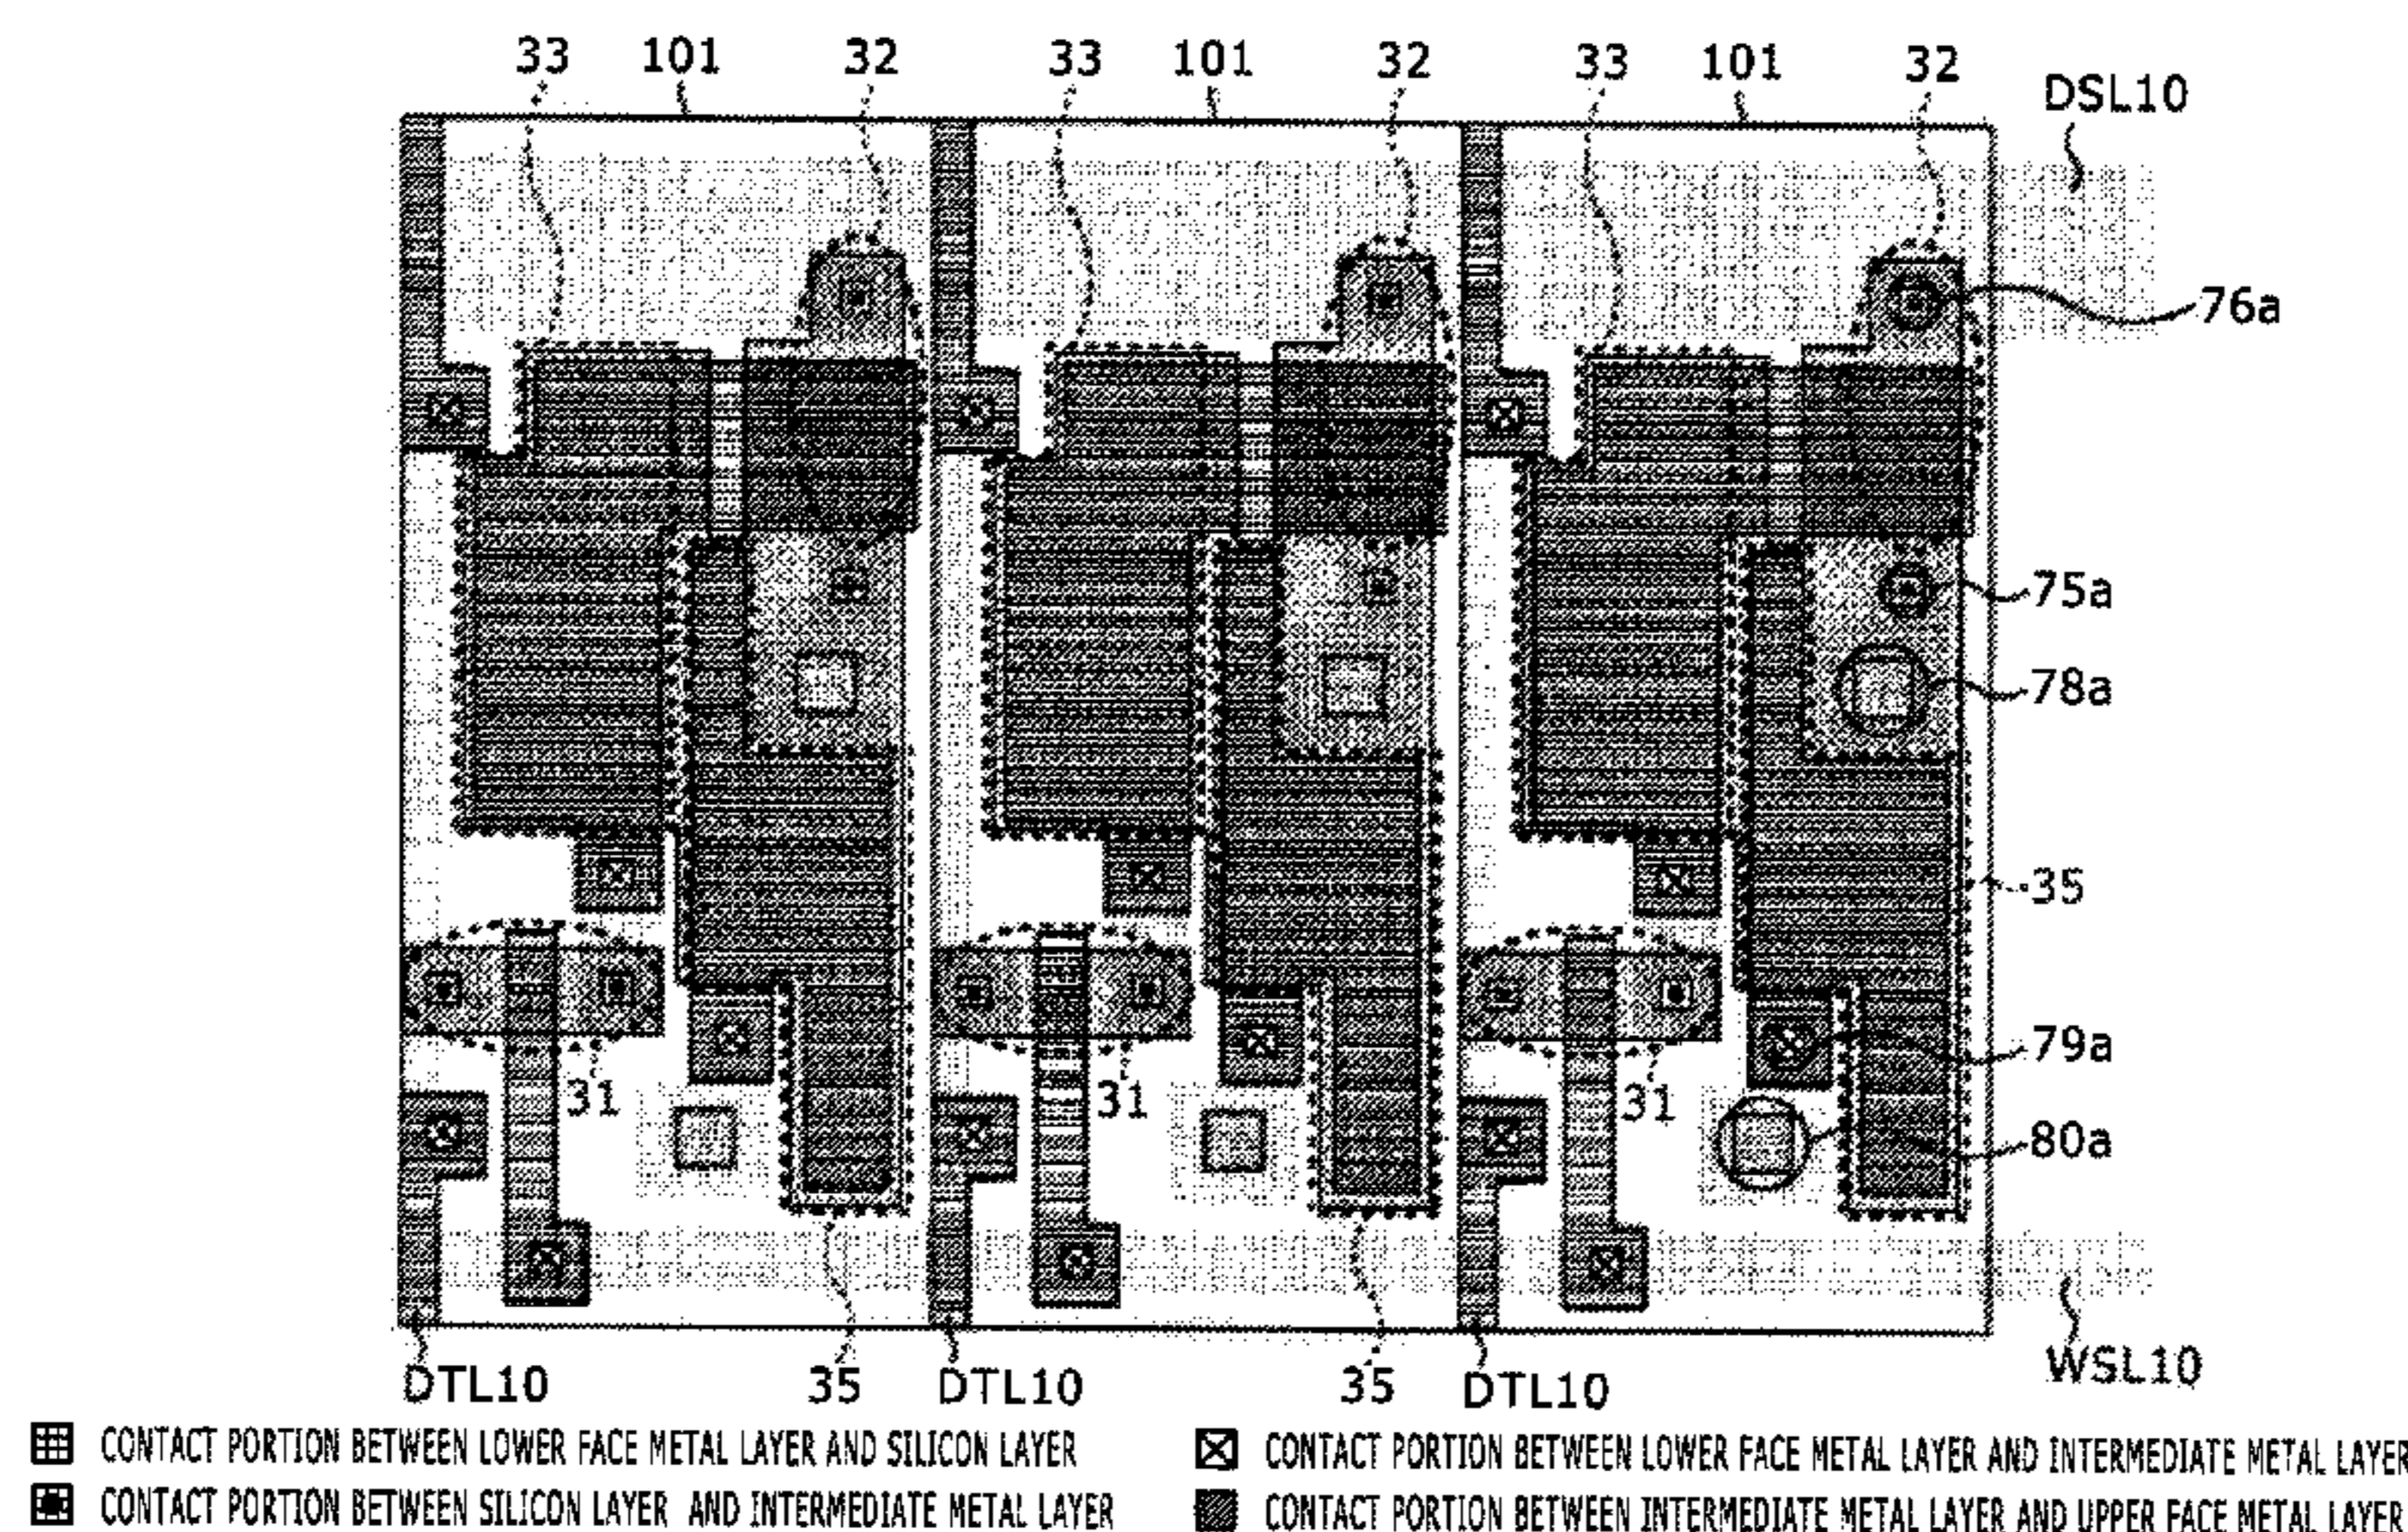 33 101 32 33 101 32 33 101 32
DSL10
76a
75a
78a
35
79a
31 31 31
80a
DTL10 35 DTL10 35 DTL10 WSL10
CONTACT PORTION BETWEEN LOWER FACE METAL LAYER AND SILICON LAYER
CONTACT PORTION BETWEEN LOWER FACE METAL LAYER AND INTERMEDIATE METAL LAYER
CONTACT PORTION BETWEEN SILICON LAYER AND INTERMEDIATE METAL LAYER
CONTACT PORTION BETWEEN INTERMEDIATE METAL LAYER AND UPPER FACE METAL LAYER